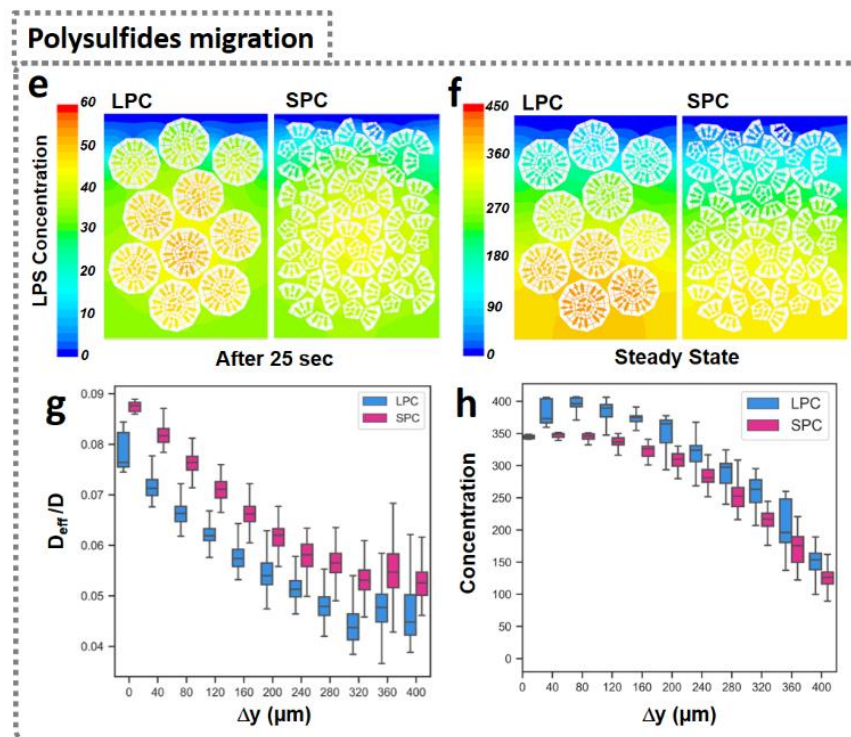 Polysulfides migration
e
LPC
SPC
f
LPC
SPC
LPS Concentration
60
50
40
30
20
10
0
450
360
270
180
90
0
After 25 sec
Steady State
g
LPC
SPC
D_eff/D
0.09
0.08
0.07
0.06
0.05
0.04
0 40 80 120 160 200 240 280 320 360 400
Δy (µm)
h
LPC
SPC
Concentration
400
350
300
250
200
150
100
50
0
0 40 80 120 160 200 240 280 320 360 400
Δy (µm)